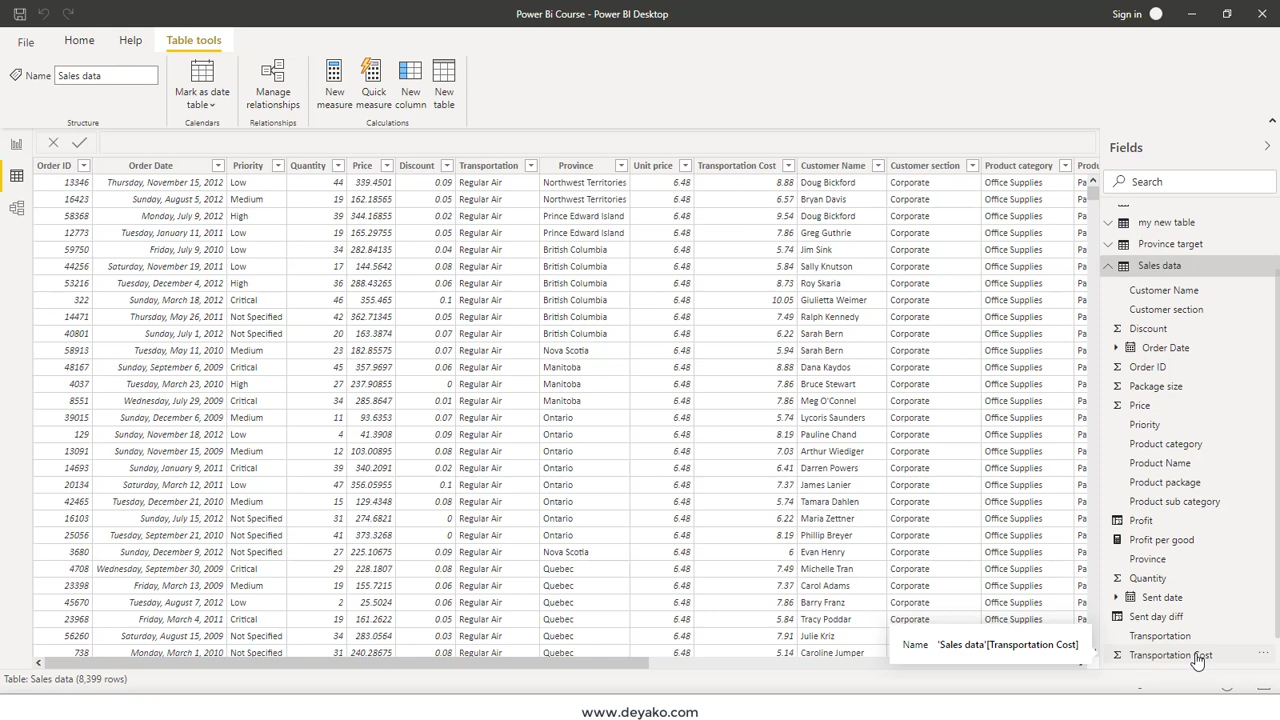 Power Bi Course - Power BI Desktop
Sign in
File Home Help Table tools
Name Sales data
Mark as date table
Manage relationships
New measure
Quick measure
New column
New table
Structure Calendars Relationships Calculations
Order ID Order Date Priority Quantity Price Discount Transportation Province Unit price Transportation Cost Customer Name Customer section Product category Produ
13346 Thursday, November 15, 2012 Low 44 339.4501 0.09 Regular Air Northwest Territories 6.48 8.88 Doug Bickford Corporate Office Supplies Pa
16423 Sunday, August 5, 2012 Medium 19 162.18565 0.05 Regular Air Northwest Territories 6.48 6.57 Bryan Davis Corporate Office Supplies Pa
58368 Monday, July 9, 2012 High 39 344.16855 0.02 Regular Air Prince Edward Island 6.48 9.54 Doug Bickford Corporate Office Supplies Pa
12773 Tuesday, January 11, 2011 Low 19 165.29755 0.05 Regular Air Prince Edward Island 6.48 7.86 Greg Guthrie Corporate Office Supplies Pa
59750 Friday, July 9, 2010 Low 34 282.84135 0.04 Regular Air British Columbia 6.48 5.74 Jim Sink Corporate Office Supplies Pa
44256 Saturday, November 19, 2011 Low 18 144.5642 0.08 Regular Air British Columbia 6.48 5.84 Sally Knutson Corporate Office Supplies Pa
53216 Tuesday, December 4, 2012 High 36 288.43265 0.06 Regular Air British Columbia 6.48 8.73 Roy Skaria Corporate Office Supplies Pa
322 Sunday, March 18, 2012 Critical 46 355.465 0.1 Regular Air British Columbia 6.48 10.05 Giulietta Weimer Corporate Office Supplies Pa
14471 Thursday, May 26, 2011 Not Specified 42 362.71345 0.05 Regular Air British Columbia 6.48 7.49 Ralph Kennedy Corporate Office Supplies Pa
40801 Sunday, July 1, 2012 Not Specified 20 163.3874 0.07 Regular Air British Columbia 6.48 6.22 Sarah Bern Corporate Office Supplies Pa
58913 Tuesday, May 11, 2010 Medium 23 182.85575 0.07 Regular Air Nova Scotia 6.48 5.94 Sarah Bern Corporate Office Supplies Pa
48167 Sunday, September 6, 2009 Critical 45 357.9697 0.09 Regular Air Manitoba 6.48 8.88 Dana Kaydos Corporate Office Supplies Pa
4037 Tuesday, March 23, 2010 High 27 237.90855 0 Regular Air Manitoba 6.48 7.86 Bruce Stewart Corporate Office Supplies Pa
8551 Wednesday, July 29, 2009 Critical 34 285.8647 0.01 Regular Air Manitoba 6.48 7.86 Meg O'Connel Corporate Office Supplies Pa
39015 Sunday, December 6, 2009 Medium 11 93.6353 0.07 Regular Air Ontario 6.48 5.74 Lycoris Saunders Corporate Office Supplies Pa
129 Sunday, November 18, 2012 Low 4 41.3908 0.09 Regular Air Ontario 6.48 8.19 Pauline Chand Corporate Office Supplies Pa
13091 Sunday, November 15, 2009 Medium 12 103.00895 0.08 Regular Air Ontario 6.48 7.03 Arthur Wiediger Corporate Office Supplies Pa
14693 Sunday, January 9, 2011 Critical 39 340.2091 0.02 Regular Air Ontario 6.48 6.41 Darren Powers Corporate Office Supplies Pa
20134 Saturday, March 12, 2011 Critical 47 356.05955 0.1 Regular Air Ontario 6.48 7.37 James Lanier Corporate Office Supplies Pa
42465 Tuesday, December 21, 2010 Medium 15 129.4348 0.08 Regular Air Ontario 6.48 5.74 Tamara Dahlen Corporate Office Supplies Pa
16103 Sunday, July 15, 2012 Not Specified 31 274.6821 0 Regular Air Ontario 6.48 6.22 Maria Zettner Corporate Office Supplies Pa
25056 Tuesday, September 21, 2010 Not Specified 41 373.3268 0 Regular Air Ontario 6.48 8.19 Phillip Breyer Corporate Office Supplies Pa
3680 Sunday, December 9, 2012 Not Specified 27 225.10675 0.09 Regular Air Nova Scotia 6.48 6 Evan Henry Corporate Office Supplies Pa
4708 Wednesday, September 30, 2009 Critical 29 228.1807 0.08 Regular Air Quebec 6.48 7.49 Michelle Tran Corporate Office Supplies Pa
23398 Friday, March 13, 2009 Medium 19 155.7215 0.06 Regular Air Quebec 6.48 7.37 Carol Adams Corporate Office Supplies Pa
45670 Tuesday, August 7, 2012 Low 2 25.5024 0.06 Regular Air Quebec 6.48 7.86 Barry Franz Corporate Office Supplies Pa
23968 Friday, March 4, 2011 Critical 19 161.2622 0.05 Regular Air Quebec 6.48 5.84 Tracy Poddar Corporate Office Supplies Pa
56260 Saturday, August 15, 2009 Not Specified 34 283.0564 0.03 Regular Air Quebec 6.48 7.91 Julie Kriz
738 Monday, March 1, 2010 Not Specified 31 240.28675 0.08 Regular Air Quebec 6.48 5.14 Caroline Jumper
Name 'Sales data'[Transportation Cost]
Fields
Search
my new table
Province target
Sales data
Customer Name
Customer section
Discount
Order Date
Order ID
Package size
Price
Priority
Product category
Product Name
Product package
Product sub category
Profit
Profit per good
Province
Quantity
Sent date
Sent day diff
Transportation
Transportation Cost
Table: Sales data (8,399 rows)
www.deyako.com